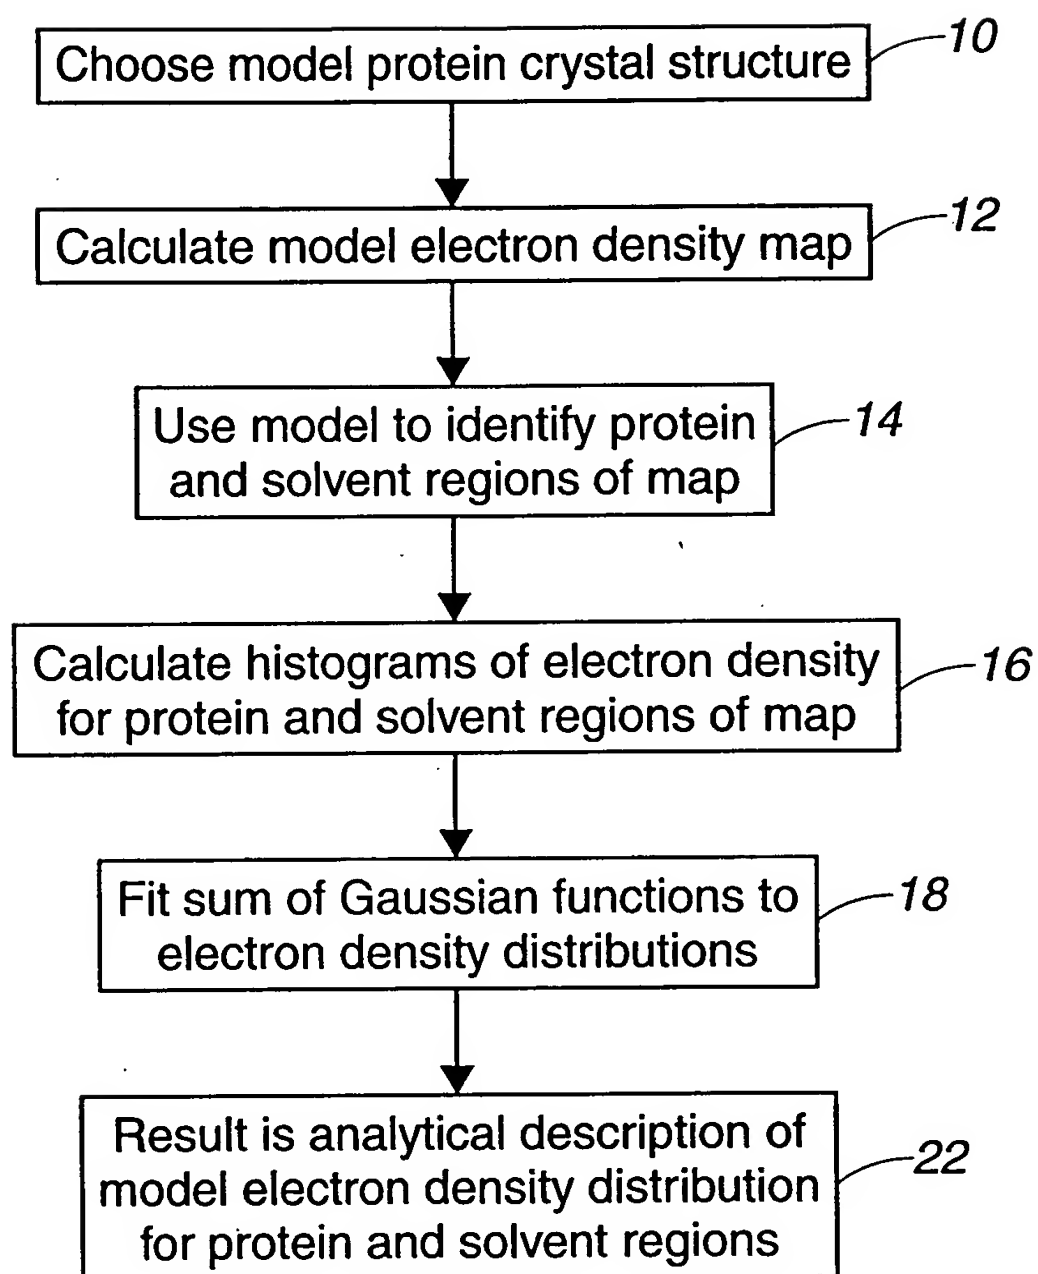 Choose model protein crystal structure
10
Calculate model electron density map
12
Use model to identify protein
and solvent regions of map
14
Calculate histograms of electron density
for protein and solvent regions of map
16
Fit sum of Gaussian functions to
electron density distributions
18
Result is analytical description of
model electron density distribution
for protein and solvent regions
22